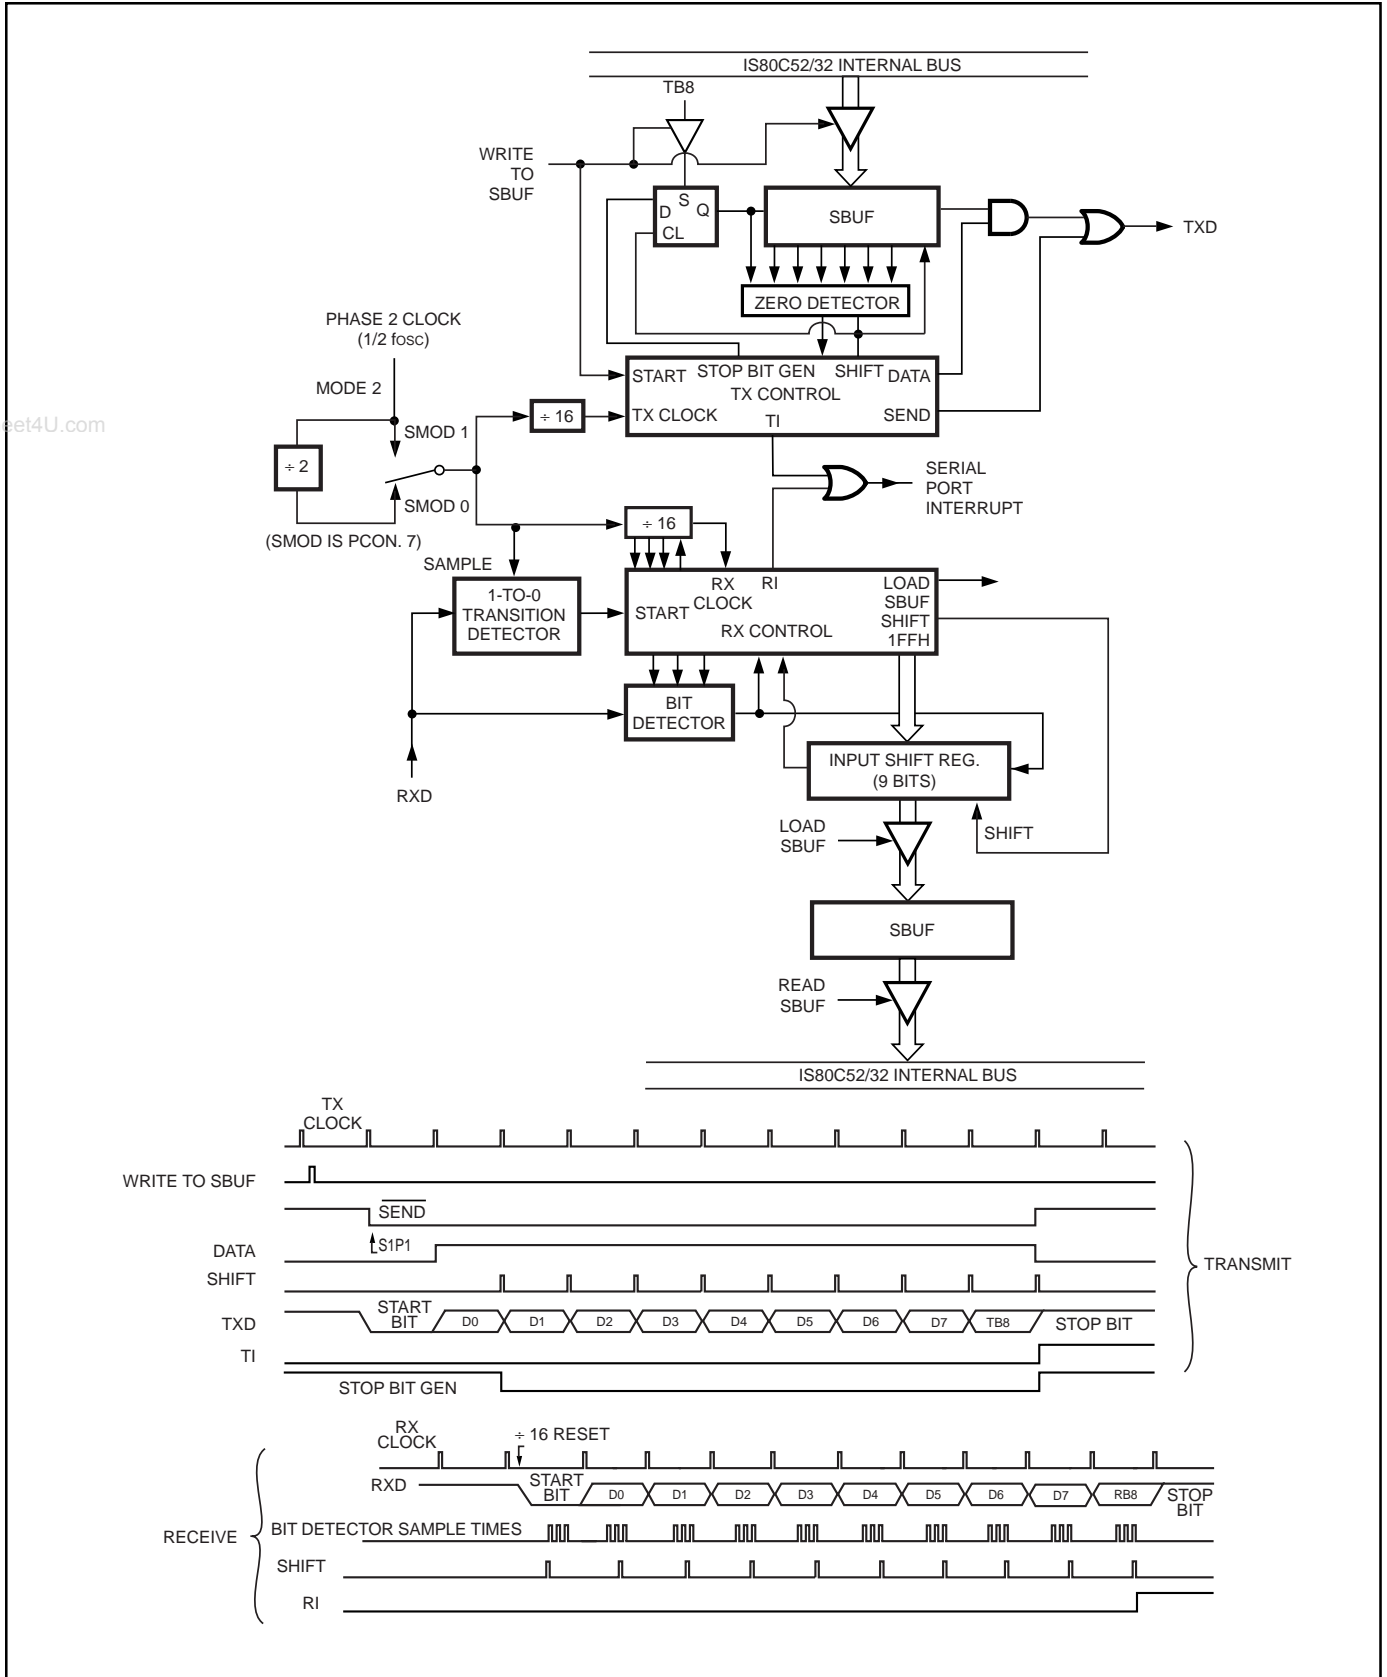 IS80C52/32 INTERNAL BUS
TB8
WRITE
TO
SBUF
S
D
Q
CL
SBUF
TXD
ZERO DETECTOR
PHASE 2 CLOCK
(1/2 fOSC)
MODE 2
START
STOP BIT GEN
SHIFT
DATA
TX CONTROL
TX CLOCK
TI
SEND
÷ 16
eet4U.com
SMOD 1
÷ 2
SMOD 0
(SMOD IS PCON. 7)
SERIAL
PORT
INTERRUPT
÷ 16
SAMPLE
1-TO-0
TRANSITION
DETECTOR
START
RX
CLOCK
RI
RX CONTROL
LOAD
SBUF
SHIFT
1FFH
BIT
DETECTOR
RXD
INPUT SHIFT REG.
(9 BITS)
LOAD
SBUF
SHIFT
SBUF
READ
SBUF
IS80C52/32 INTERNAL BUS
TX
CLOCK
WRITE TO SBUF
SEND
DATA
S1P1
SHIFT
TXD
START
BIT
D0
D1
D2
D3
D4
D5
D6
D7
TB8
STOP BIT
TI
STOP BIT GEN
TRANSMIT
RX
CLOCK
÷ 16 RESET
RXD
START
BIT
D0
D1
D2
D3
D4
D5
D6
D7
RB8
STOP
BIT
RECEIVE
BIT DETECTOR SAMPLE TIMES
SHIFT
RI